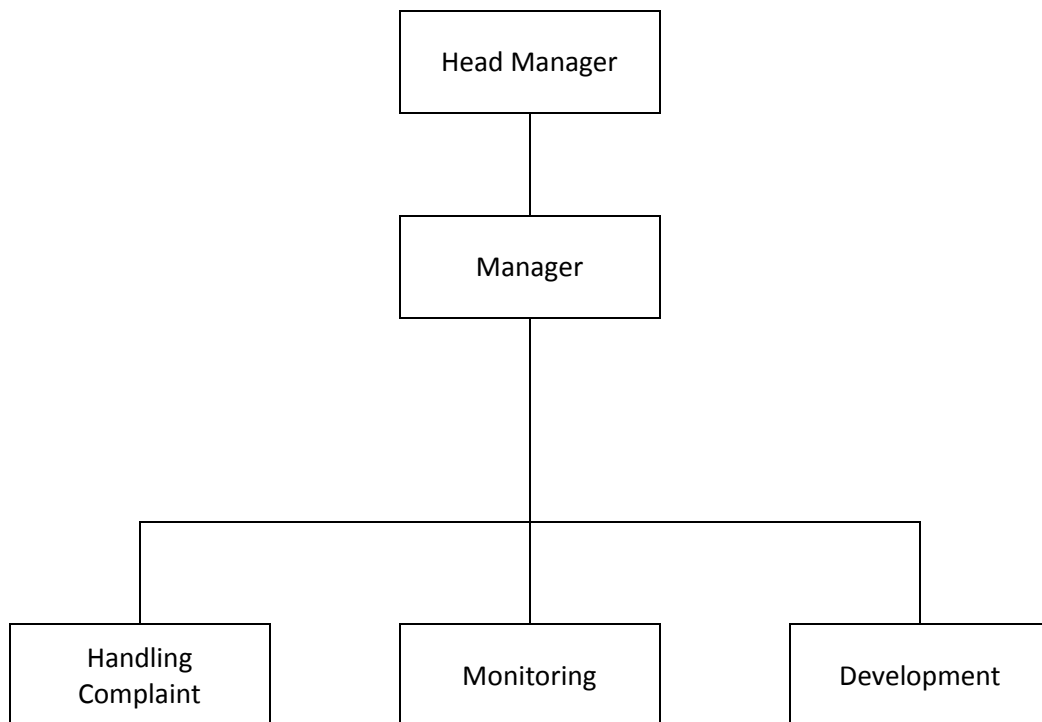 Head Manager
Manager
Handling
Complaint
Monitoring
Development